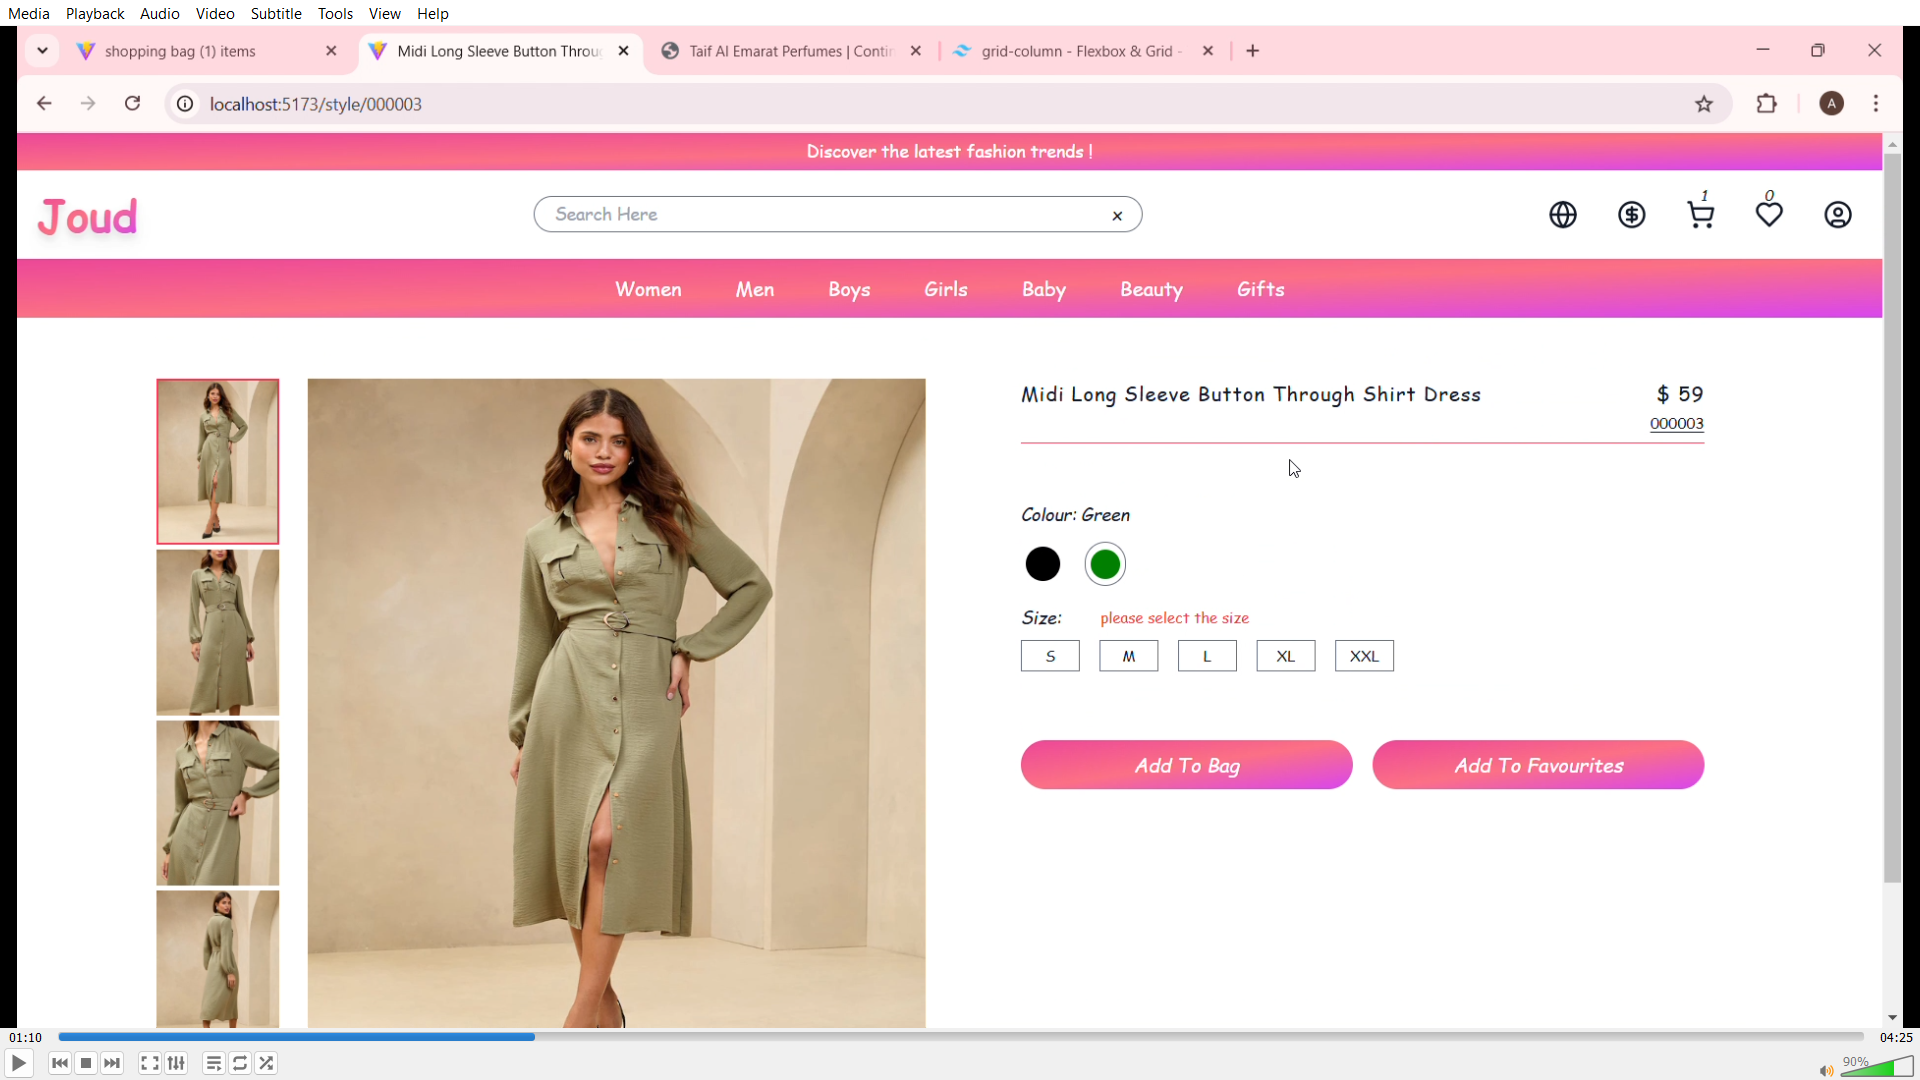 Media Playback Audio Video Subtitle Tools View Help
shopping bag (1) items
Midi Long Sleeve Button Throu
Taif Al Emarat Perfumes | Contin
grid-column - Flexbox & Grid -
localhost:5173/style/000003
A
Discover the latest fashion trends !
Joud
Search Here
1
0
Women Men Boys Girls Baby Beauty Gifts
Midi Long Sleeve Button Through Shirt Dress
$ 59
000003
Colour: Green
Size: please select the size
S M L XL XXL
Add To Bag
Add To Favourites
01:10
04:25
90%